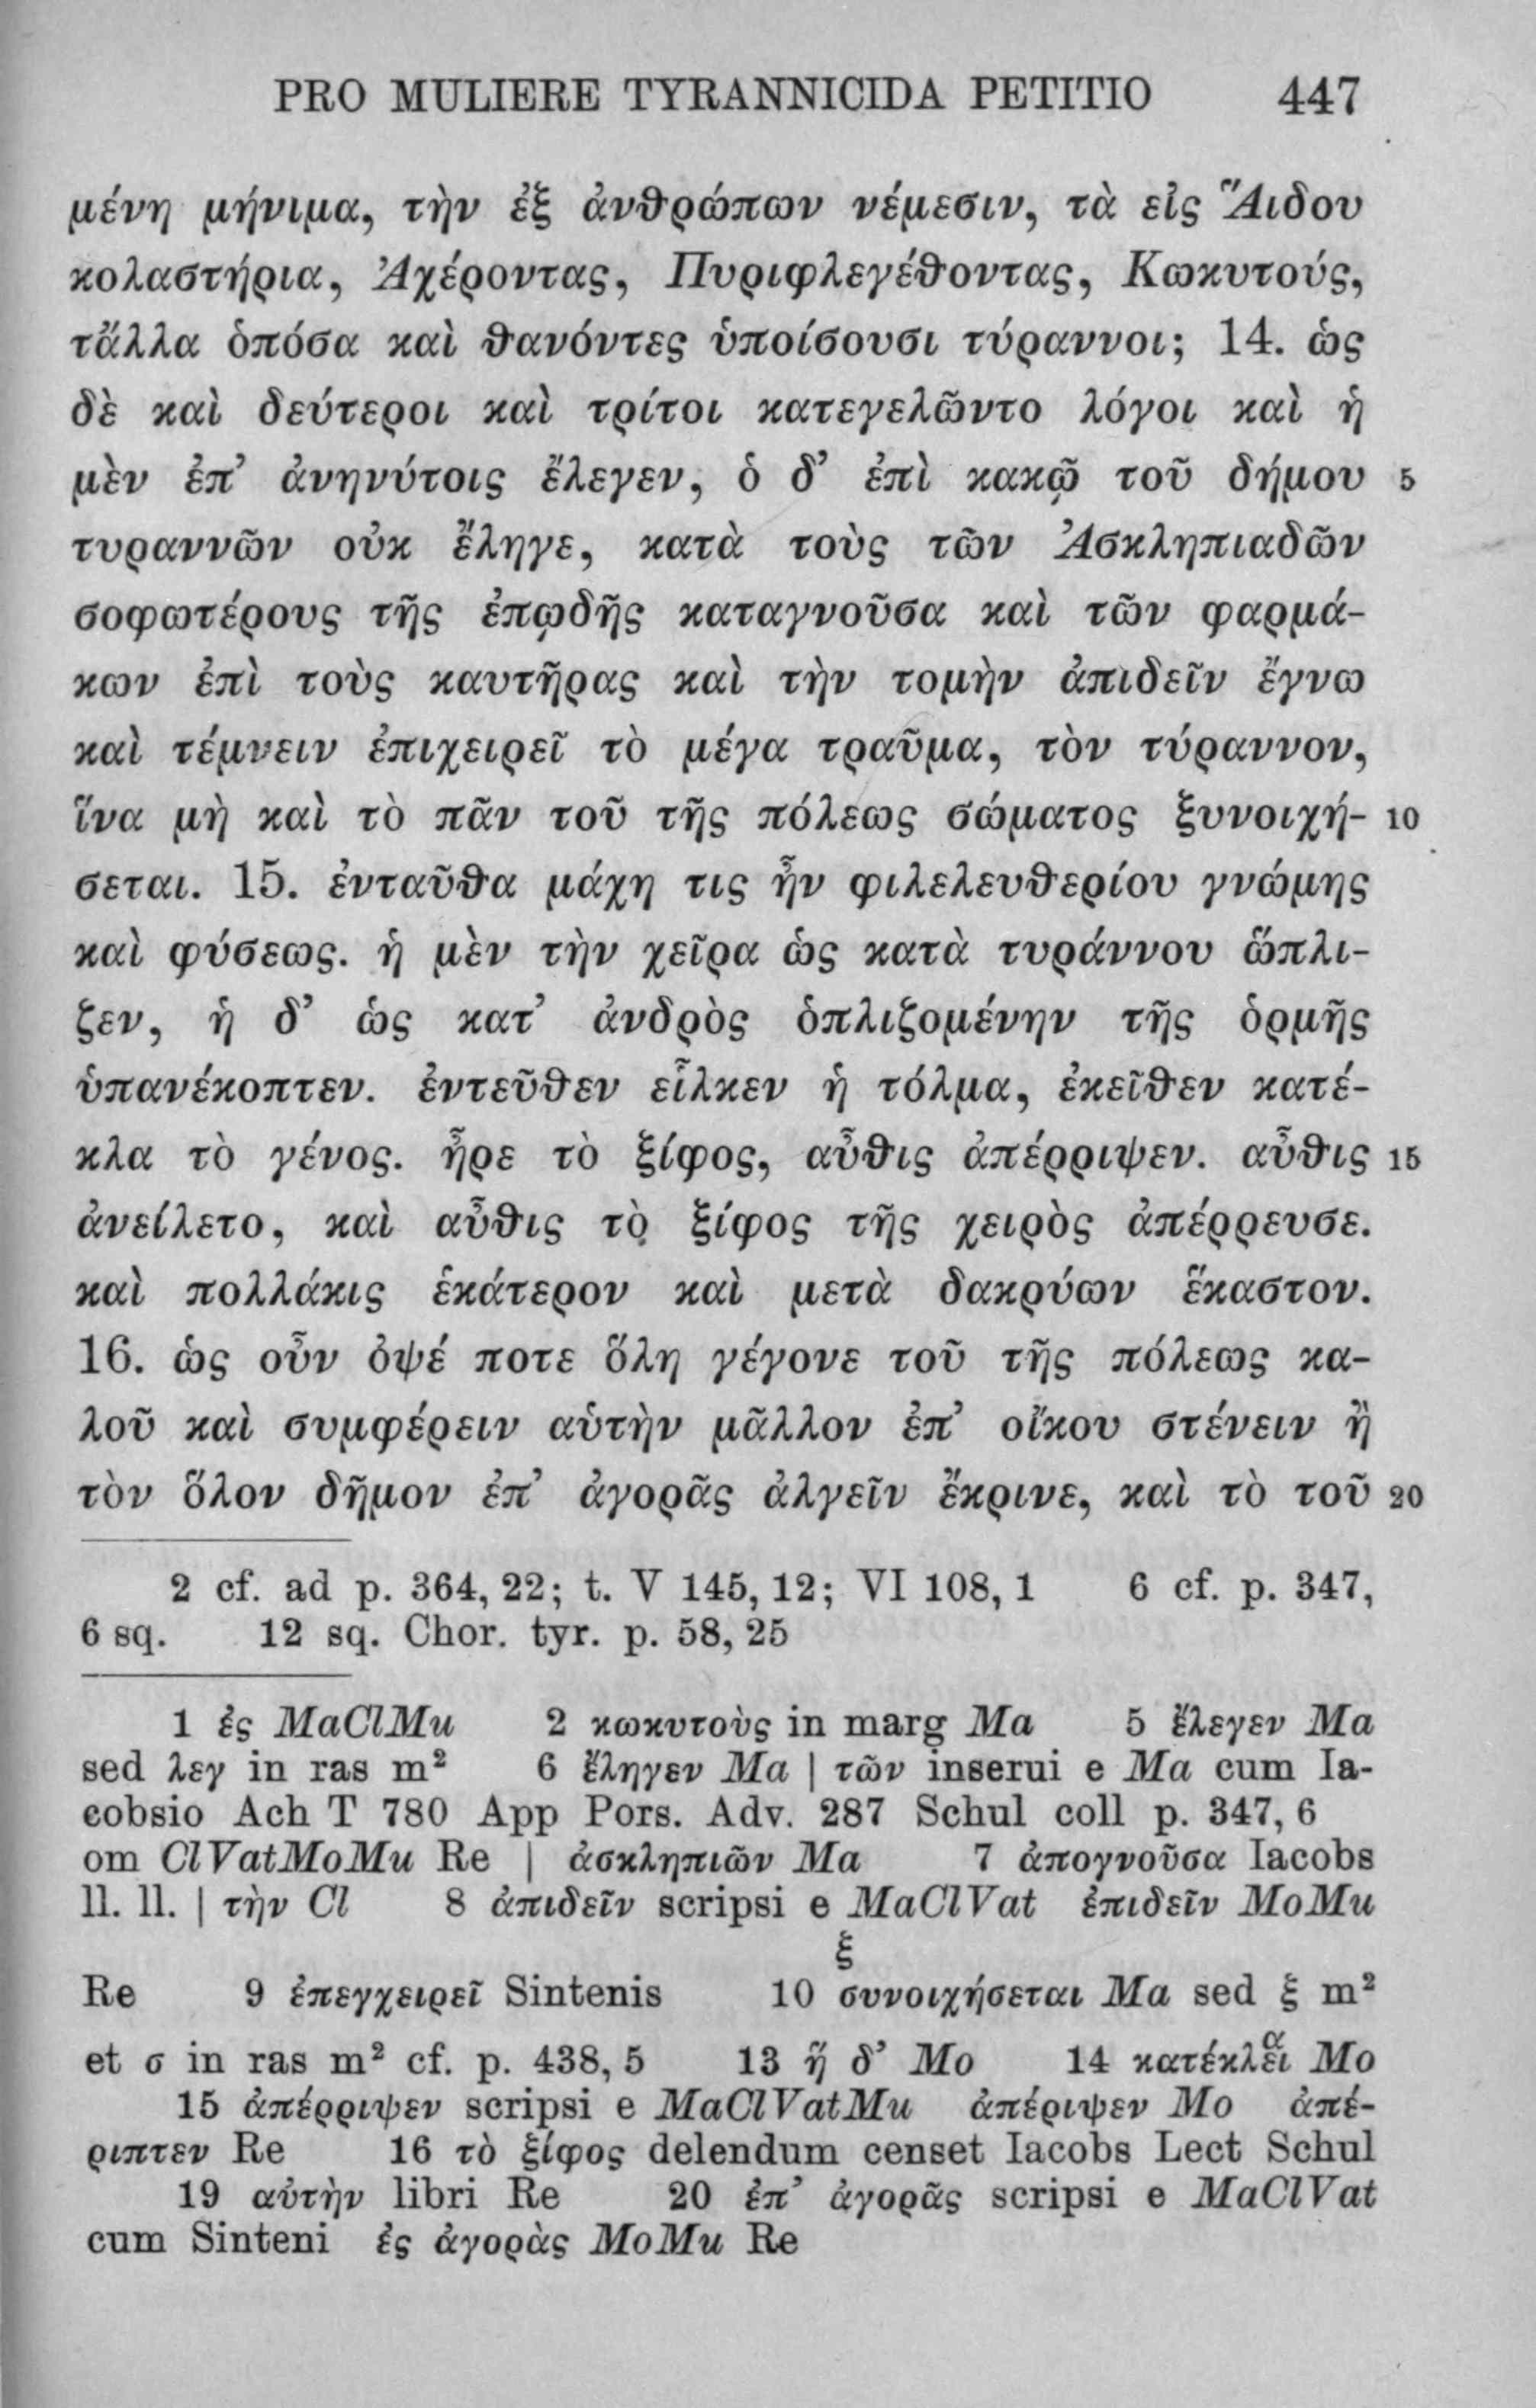 PRO MULIERE TYRANNICIDA PETITIO 447
μένη μήνιμα, τὴν ἐξ ἀνθρώπων νέμεσιν, τὰ εἰς Ἅιδου
κολαστήρια, Ἀχέροντας, Πυριφλεγέθοντας, Κωκυτούς,
τἄλλα ὁπόσα καὶ θανόντες ὑποίσουσι τύραννοι; 14. ὡς
δὲ καὶ δεύτεροι καὶ τρίτοι κατεγελῶντο λόγοι καὶ ἡ
μὲν ἐπ’ ἀνηνύτοις ἔλεγεν, ὁ δ’ ἐπὶ κακῷ τοῦ δήμου 5
τυραννῶν οὐκ ἔληγε, κατὰ τοὺς τῶν Ἀσκληπιαδῶν
σοφωτέρους τῆς ἐπῳδῆς καταγνοῦσα καὶ τῶν φαρμά-
κων ἐπὶ τοὺς καυτῆρας καὶ τὴν τομὴν ἀπιδεῖν ἔγνω
καὶ τέμνειν ἐπιχειρεῖ τὸ μέγα τραῦμα, τὸν τύραννον,
ἵνα μὴ καὶ τὸ πᾶν τοῦ τῆς πόλεως σώματος ξυνοιχή- 10
σεται. 15. ἐνταῦθα μάχη τις ἦν φιλελευθερίου γνώμης
καὶ φύσεως. ἡ μὲν τὴν χεῖρα ὡς κατὰ τυράννου ὥπλι-
ζεν, ἡ δ’ ὡς κατ’ ἀνδρὸς ὁπλιζομένην τῆς ὁρμῆς
ὑπανέκοπτεν. ἐντεῦθεν εἷλκεν ἡ τόλμα, ἐκεῖθεν κατέ-
κλα τὸ γένος. ἦρε τὸ ξίφος, αὖθις ἀπέρριψεν. αὖθις 15
ἀνείλετο, καὶ αὖθις τὸ ξίφος τῆς χειρὸς ἀπέρρευσε.
καὶ πολλάκις ἑκάτερον καὶ μετὰ δακρύων ἕκαστον.
16. ὡς οὖν ὀψέ ποτε ὅλη γέγονε τοῦ τῆς πόλεως κα-
λοῦ καὶ συμφέρειν αὑτὴν μᾶλλον ἐπ’ οἴκου στένειν ἢ
τὸν ὅλον δῆμον ἐπ’ ἀγορᾶς ἀλγεῖν ἔκρινε, καὶ τὸ τοῦ 20
2 cf. ad p. 364, 22; t. V 145, 12; VI 108, 1 6 cf. p. 347,
6 sq. 12 sq. Chor. tyr. p. 58, 25
1 ἐς MaClMu 2 κωκυτοὺς in marg Ma 5 ἔλεγεν Ma
sed λεγ in ras m² 6 ἔληγεν Ma | τῶν inserui e Ma cum Ia-
cobsio Ach T 780 App Pors. Adv. 287 Schul coll p. 347, 6
om ClVatMoMu Re | ἀσκληπιῶν Ma 7 ἀπογνοῦσα Iacobs
ll. ll. | τὴν Cl 8 ἀπιδεῖν scripsi e MaClVat ἐπιδεῖν MoMu
ξ
Re 9 ἐπεγχειρεῖ Sintenis 10 συνοιχήσεται Ma sed ξ m²
et σ in ras m² cf. p. 438, 5 13 ἥ δ’ Mo 14 κατέκλεῖ ᾶ Mo
15 ἀπέρριψεν scripsi e MaClVatMu ἀπέριψεν Mo ἀπέ-
ριπτεν Re 16 τὸ ξίφος delendum censet Iacobs Lect Schul
19 αὐτὴν libri Re 20 ἐπ’ ἀγορᾶς scripsi e MaClVat
cum Sinteni ἐς ἀγορὰς MoMu Re